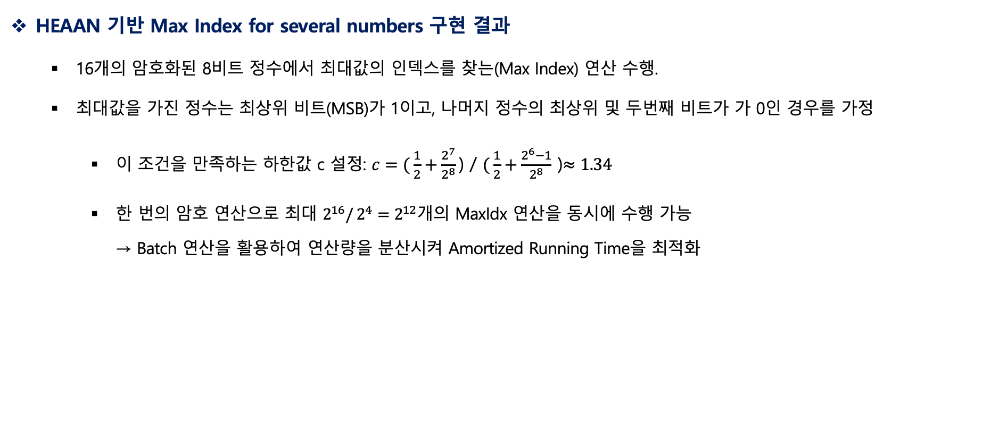 ❖ HEAAN 기반 Max Index for several numbers 구현 결과
▪ 16개의 암호화된 8비트 정수에서 최대값의 인덱스를 찾는(Max Index) 연산 수행.
▪ 최대값을 가진 정수는 최상위 비트(MSB)가 1이고, 나머지 정수의 최상위 및 두번째 비트가 가 0인 경우를 가정
▪ 이 조건을 만족하는 하한값 c 설정: $c = (\frac{1}{2}+\frac{2^7}{2^8}) / (\frac{1}{2}+\frac{2^6-1}{2^8}) \approx 1.34$
▪ 한 번의 암호 연산으로 최대 $2^{16}/2^4 = 2^{12}$개의 MaxIdx 연산을 동시에 수행 가능
→ Batch 연산을 활용하여 연산량을 분산시켜 Amortized Running Time을 최적화